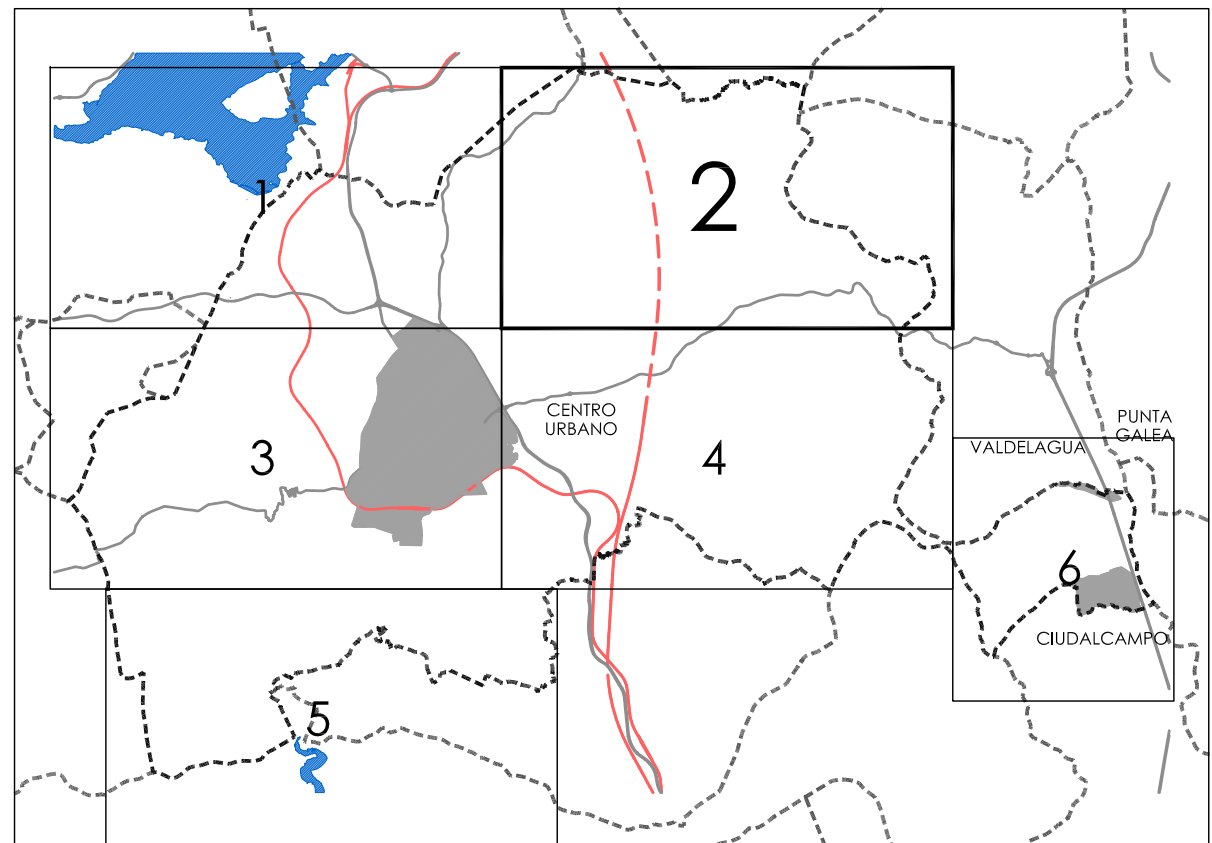 1
2
CENTRO
URBANO
PUNTA
GALEA
VALDELAGUA
3
4
6
CIUDALCAMPO
5